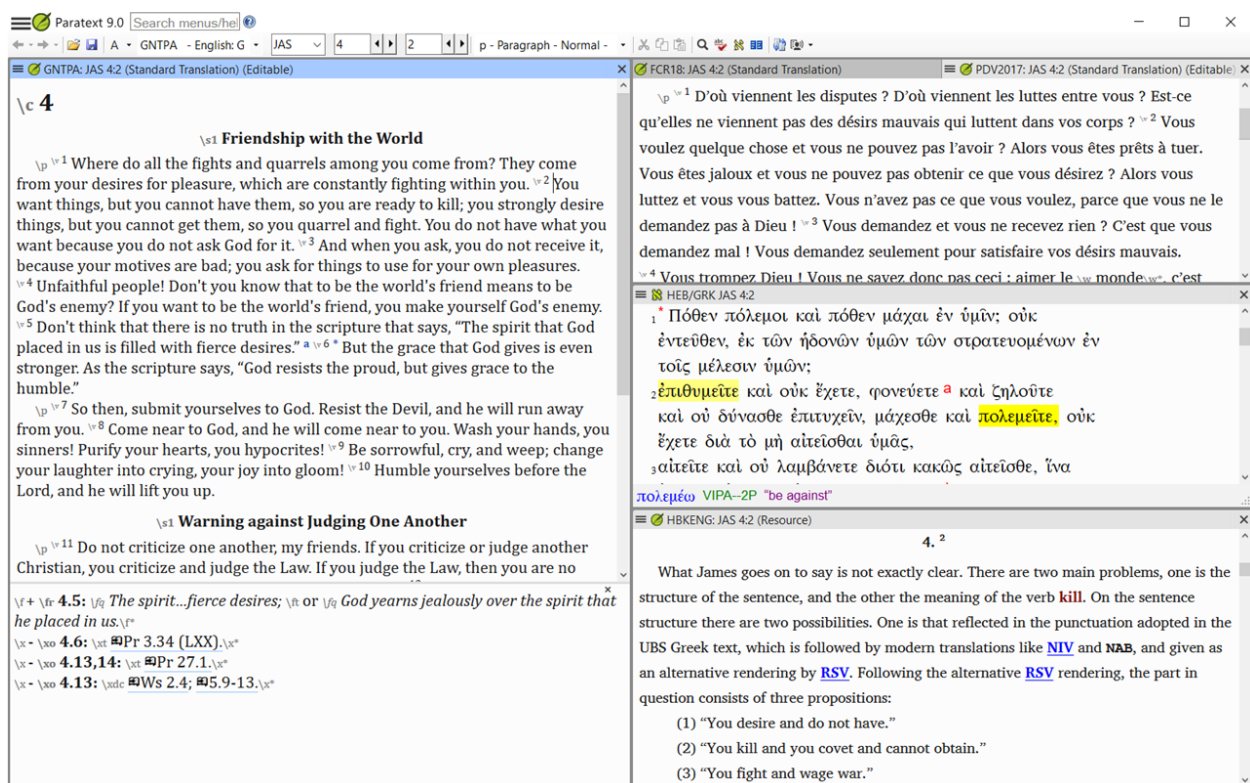 Paratext 9.0 Search menus/hel
A GNTPA - English: G JAS 4 2 p - Paragraph - Normal -
GNTPA: JAS 4:2 (Standard Translation) (Editable)
\c 4
\s1 Friendship with the World
\p \v 1 Where do all the fights and quarrels among you come from? They come
from your desires for pleasure, which are constantly fighting within you. \v 2 You
want things, but you cannot have them, so you are ready to kill; you strongly desire
things, but you cannot get them, so you quarrel and fight. You do not have what you
want because you do not ask God for it. \v 3 And when you ask, you do not receive it,
because your motives are bad; you ask for things to use for your own pleasures.
\v 4 Unfaithful people! Don't you know that to be the world's friend means to be
God's enemy? If you want to be the world's friend, you make yourself God's enemy.
\v 5 Don't think that there is no truth in the scripture that says, “The spirit that God
placed in us is filled with fierce desires.” a \v 6 * But the grace that God gives is even
stronger. As the scripture says, “God resists the proud, but gives grace to the
humble.”
\p \v 7 So then, submit yourselves to God. Resist the Devil, and he will run away
from you. \v 8 Come near to God, and he will come near to you. Wash your hands, you
sinners! Purify your hearts, you hypocrites! \v 9 Be sorrowful, cry, and weep; change
your laughter into crying, your joy into gloom! \v 10 Humble yourselves before the
Lord, and he will lift you up.
\s1 Warning against Judging One Another
\p \v 11 Do not criticize one another, my friends. If you criticize or judge another
Christian, you criticize and judge the Law. If you judge the Law, then you are no
\f + \fr 4.5: \fq The spirit...fierce desires; \ft or \fq God yearns jealously over the spirit that
he placed in us.\f*
\x - \xo 4.6: \xt Pr 3.34 (LXX).\x*
\x - \xo 4.13,14: \xt Pr 27.1.\x*
\x - \xo 4.13: \xdc Ws 2.4; 5.9-13.\x*
FCR18: JAS 4:2 (Standard Translation)
PDV2017: JAS 4:2 (Standard Translation) (Editable)
\p \v 1 D’où viennent les disputes ? D’où viennent les luttes entre vous ? Est-ce
qu’elles ne viennent pas des désirs mauvais qui luttent dans vos corps ? \v 2 Vous
voulez quelque chose et vous ne pouvez pas l’avoir ? Alors vous êtes prêts à tuer.
Vous êtes jaloux et vous ne pouvez pas obtenir ce que vous désirez ? Alors vous
luttez et vous vous battez. Vous n’avez pas ce que vous voulez, parce que vous ne le
demandez pas à Dieu ! \v 3 Vous demandez et vous ne recevez rien ? C’est que vous
demandez mal ! Vous demandez seulement pour satisfaire vos désirs mauvais.
\v 4 Vous trompez Dieu ! Vous ne savez donc pas ceci : aimer le \w monde\w*, c’est
HEB/GRK JAS 4:2
1 * Πόθεν πόλεμοι καὶ πόθεν μάχαι ἐν ὑμῖν; οὐκ
ἐντεῦθεν, ἐκ τῶν ἡδονῶν ὑμῶν τῶν στρατευομένων ἐν
τοῖς μέλεσιν ὑμῶν;
2 ἐπιθυμεῖτε καὶ οὐκ ἔχετε, φονεύετε a καὶ ζηλοῦτε
καὶ οὐ δύνασθε ἐπιτυχεῖν, μάχεσθε καὶ πολεμεῖτε, οὐκ
ἔχετε διὰ τὸ μὴ αἰτεῖσθαι ὑμᾶς,
3 αἰτεῖτε καὶ οὐ λαμβάνετε διότι κακῶς αἰτεῖσθε, ἵνα
πολεμέω VIPA--2P "be against"
HBKENG: JAS 4:2 (Resource)
4. 2
What James goes on to say is not exactly clear. There are two main problems, one is the
structure of the sentence, and the other the meaning of the verb kill. On the sentence
structure there are two possibilities. One is that reflected in the punctuation adopted in the
UBS Greek text, which is followed by modern translations like NIV and NAB, and given as
an alternative rendering by RSV. Following the alternative RSV rendering, the part in
question consists of three propositions:
(1) “You desire and do not have.”
(2) “You kill and you covet and cannot obtain.”
(3) “You fight and wage war.”